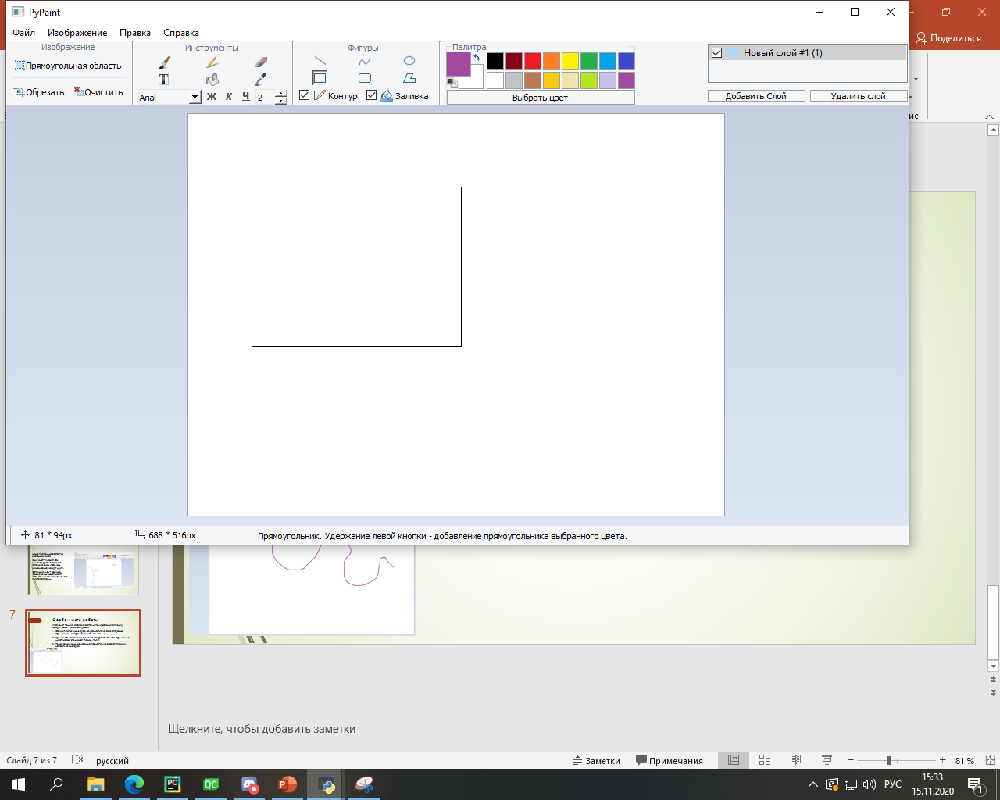 PyPaint
Файл Изображение Правка Справка
Поделиться
Изображение Инструменты Фигуры Палитра
Прямоугольная область
Новый слой #1 (1)
Обрезать Очистить
Arial Ж К Ч 2
Контур Заливка
Выбрать цвет
Добавить Слой Удалить слой
ие
81 * 94px 688 * 516px Прямоугольник. Удержание левой кнопки - добавление прямоугольника выбранного цвета.
7
Особенности работы
Щелкните, чтобы добавить заметки
Слайд 7 из 7 русский Заметки Примечания 81 %
РУС 15:33
15.11.2020
1